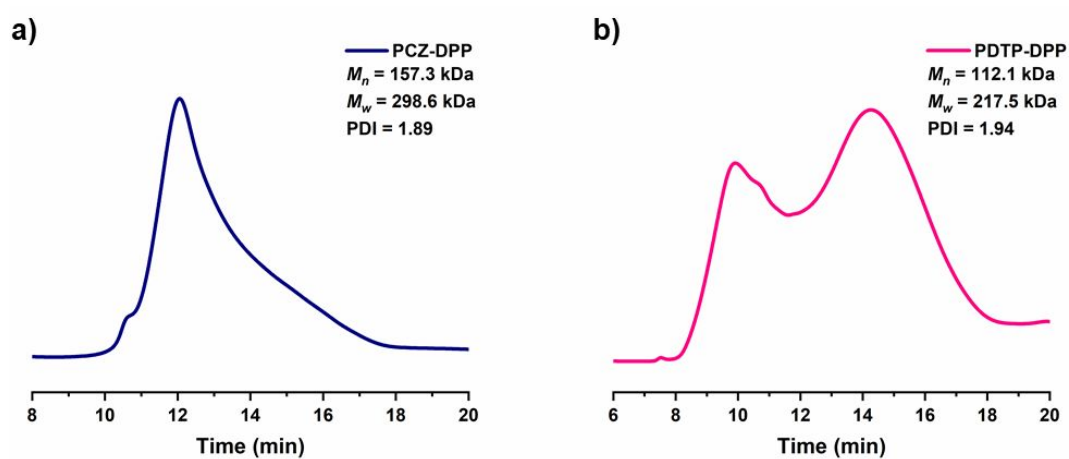 a)
PCZ-DPP
Mn = 157.3 kDa
Mw = 298.6 kDa
PDI = 1.89
8 10 12 14 16 18 20
Time (min)
b)
PDTP-DPP
Mn = 112.1 kDa
Mw = 217.5 kDa
PDI = 1.94
6 8 10 12 14 16 18 20
Time (min)